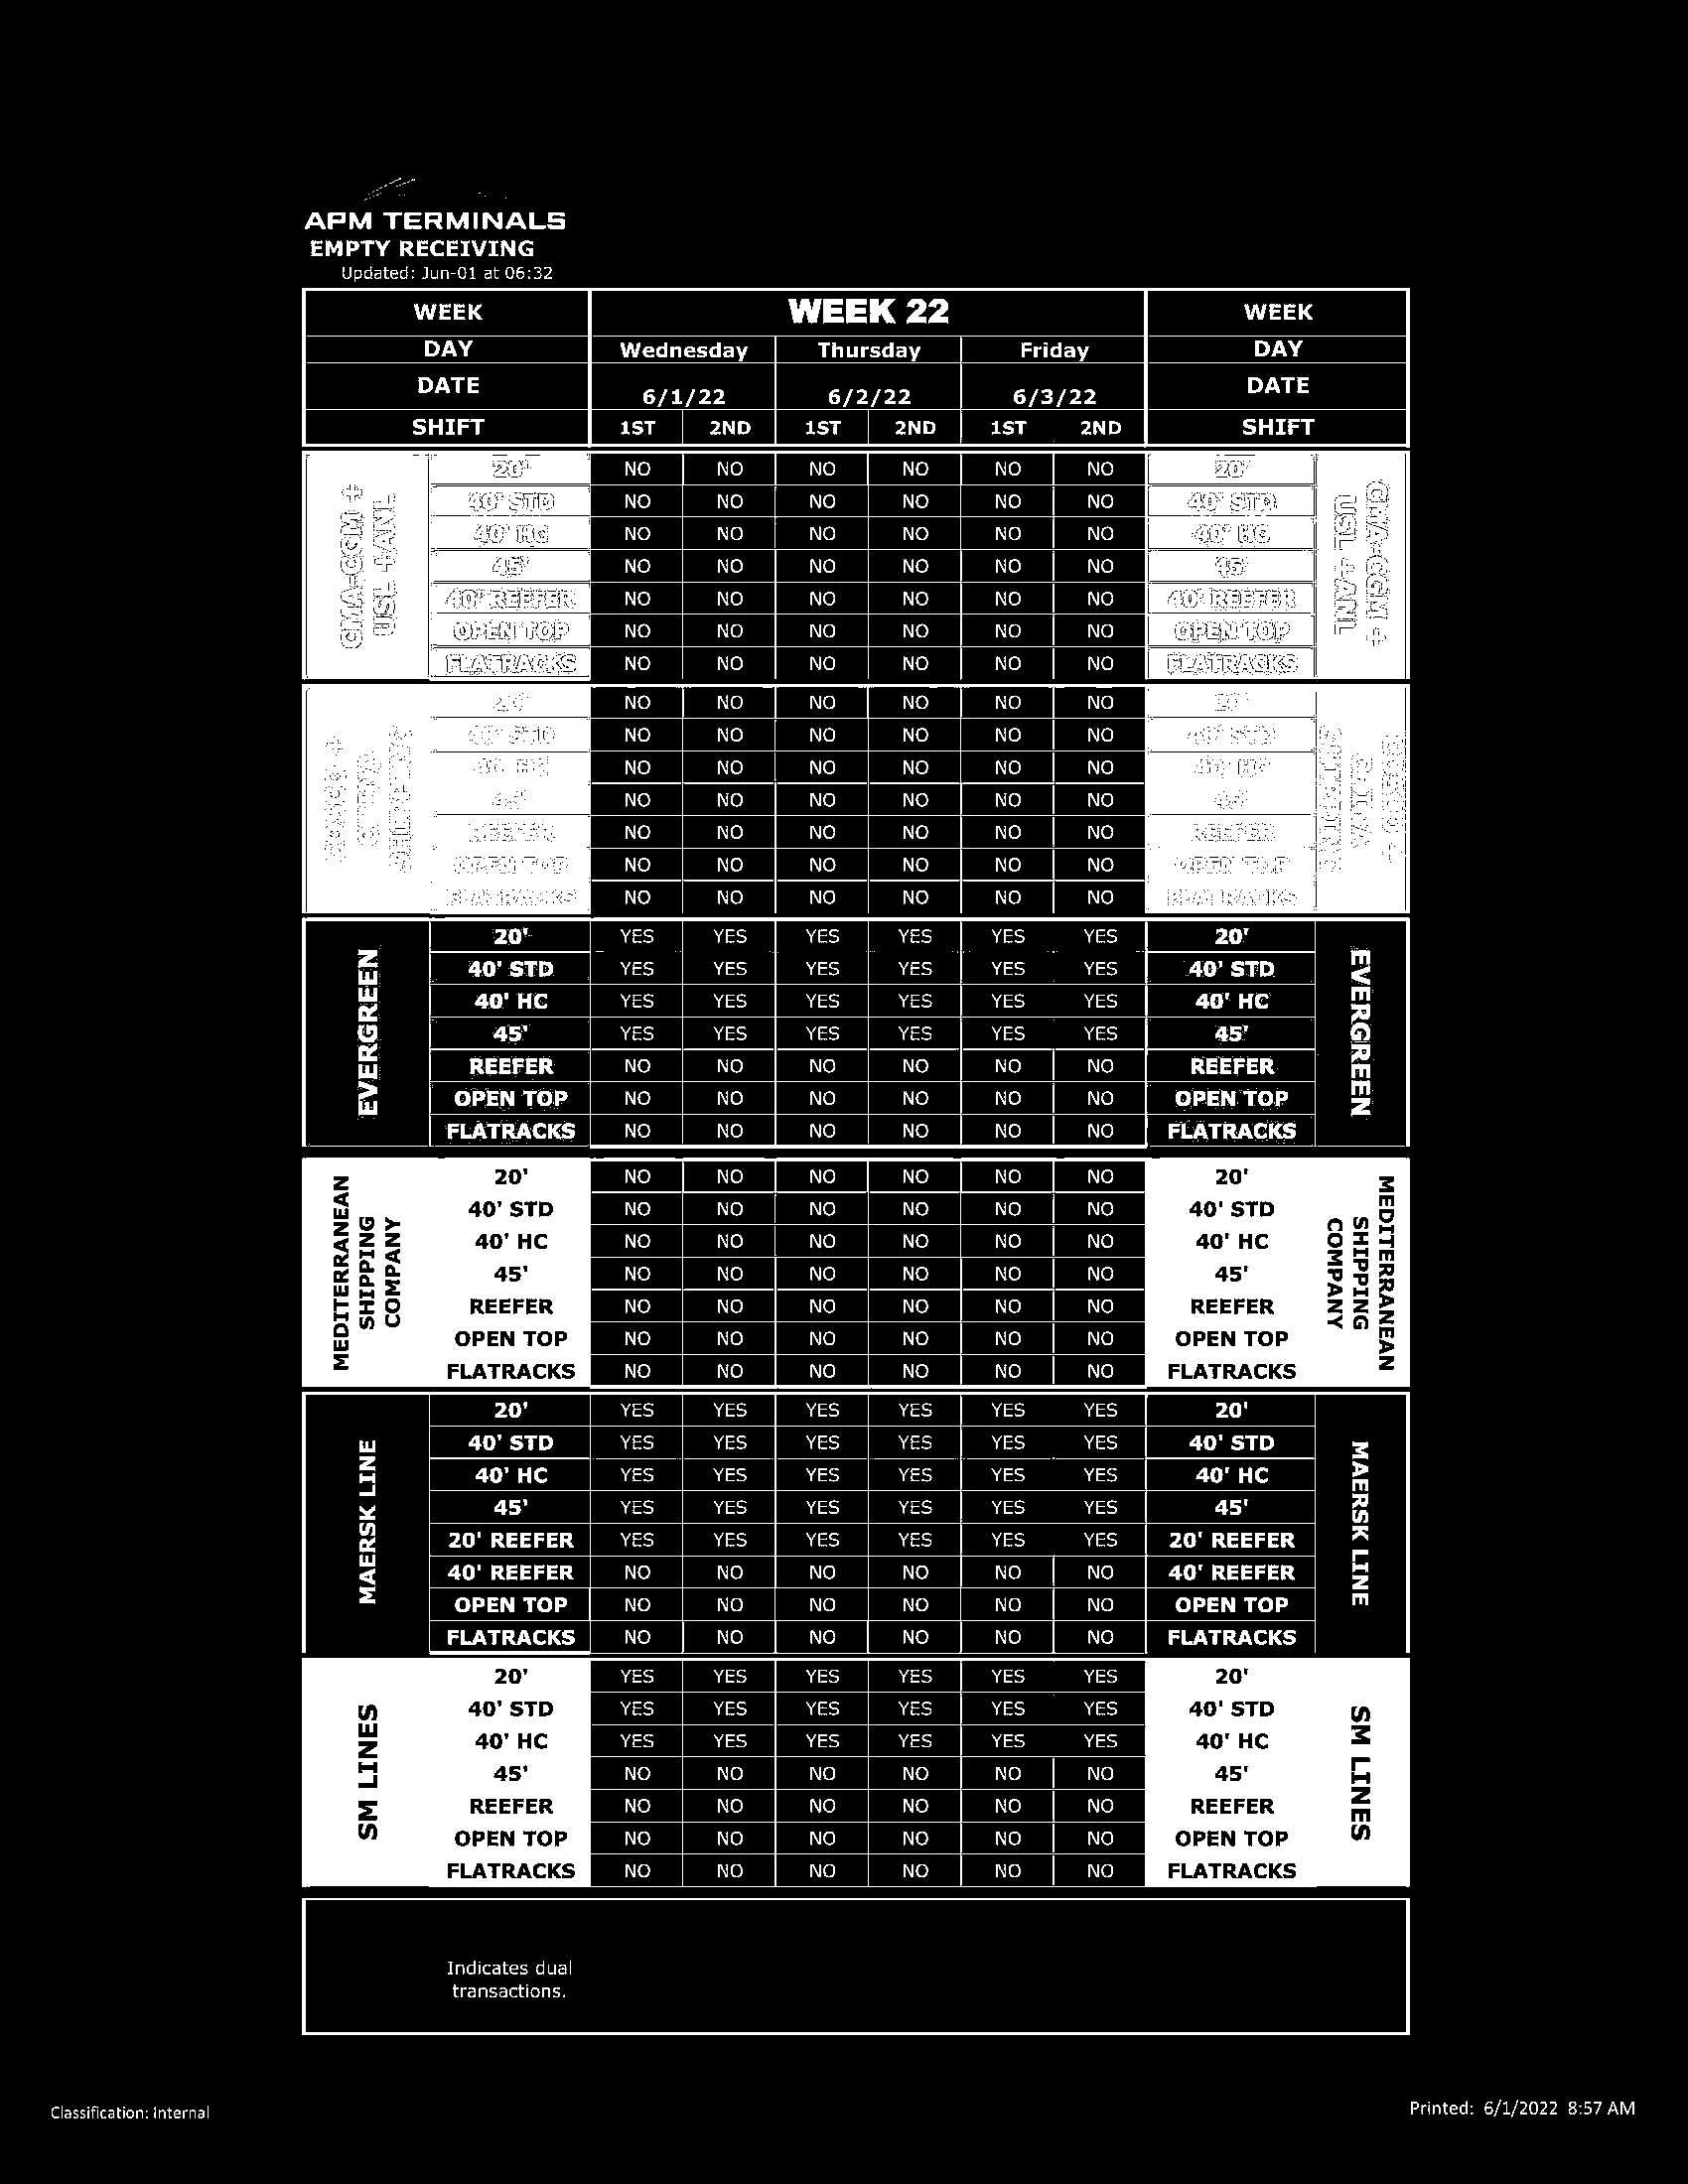 APM TERMINALS
EMPTY RECEIVING
Updated: Jun-01 at 06:32
WEEK WEEK 22 WEEK
DAY Wednesday Thursday Friday DAY
DATE 6/1/22 6/2/22 6/3/22 DATE
SHIFT 1ST 2ND 1ST 2ND 1ST 2ND SHIFT
CMA-CGM +
USL +ANL
20' NO NO NO NO NO NO 20'
40' STD NO NO NO NO NO NO 40' STD
40' HC NO NO NO NO NO NO 40' HC
45' NO NO NO NO NO NO 45'
40' REEFER NO NO NO NO NO NO 40' REEFER
OPEN TOP NO NO NO NO NO NO OPEN TOP
FLATRACKS NO NO NO NO NO NO FLATRACKS
CMA-CGM +
USL +ANL
20' NO NO NO NO NO NO 20'
40' STD NO NO NO NO NO NO 40' STD
40' HC NO NO NO NO NO NO 40' HC
45' NO NO NO NO NO NO 45'
REEFER NO NO NO NO NO NO REEFER
OPEN TOP NO NO NO NO NO NO OPEN TOP
FLATRACKS NO NO NO NO NO NO FLATRACKS
EVERGREEN
20' YES YES YES YES YES YES 20'
40' STD YES YES YES YES YES YES 40' STD
40' HC YES YES YES YES YES YES 40' HC
45' YES YES YES YES YES YES 45'
REEFER NO NO NO NO NO NO REEFER
OPEN TOP NO NO NO NO NO NO OPEN TOP
FLATRACKS NO NO NO NO NO NO FLATRACKS
EVERGREEN
MEDITERRANEAN
SHIPPING
COMPANY
20' NO NO NO NO NO NO 20'
40' STD NO NO NO NO NO NO 40' STD
40' HC NO NO NO NO NO NO 40' HC
45' NO NO NO NO NO NO 45'
REEFER NO NO NO NO NO NO REEFER
OPEN TOP NO NO NO NO NO NO OPEN TOP
FLATRACKS NO NO NO NO NO NO FLATRACKS
MEDITERRANEAN
SHIPPING
COMPANY
MAERSK LINE
20' YES YES YES YES YES YES 20'
40' STD YES YES YES YES YES YES 40' STD
40' HC YES YES YES YES YES YES 40' HC
45' YES YES YES YES YES YES 45'
20' REEFER YES YES YES YES YES YES 20' REEFER
40' REEFER NO NO NO NO NO NO 40' REEFER
OPEN TOP NO NO NO NO NO NO OPEN TOP
FLATRACKS NO NO NO NO NO NO FLATRACKS
MAERSK LINE
SM LINES
20' YES YES YES YES YES YES 20'
40' STD YES YES YES YES YES YES 40' STD
40' HC YES YES YES YES YES YES 40' HC
45' NO NO NO NO NO NO 45'
REEFER NO NO NO NO NO NO REEFER
OPEN TOP NO NO NO NO NO NO OPEN TOP
FLATRACKS NO NO NO NO NO NO FLATRACKS
SM LINES
Indicates dual
transactions.
Classification: Internal
Printed: 6/1/2022 8:57 AM